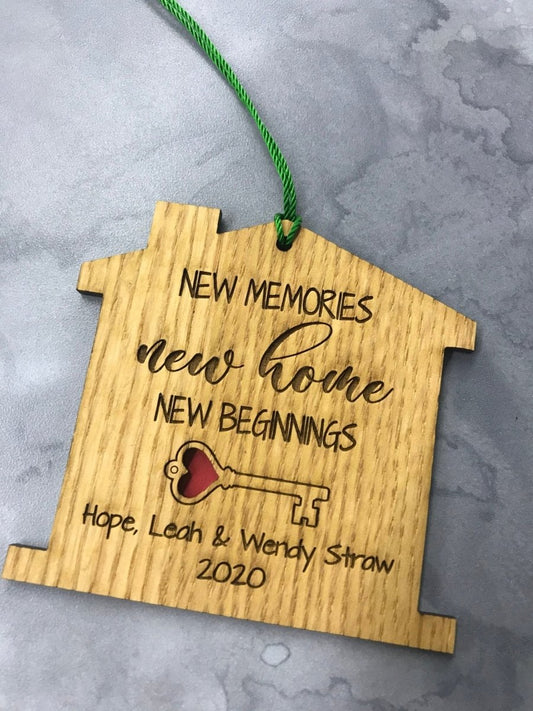 NEW MEMORIES
new home
NEW BEGINNINGS
Hope, Leah & Wendy Straw
2020